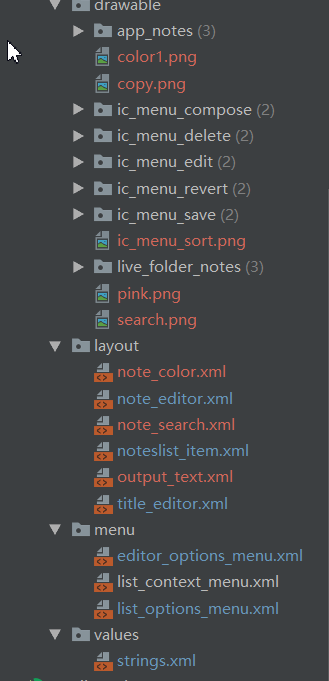 drawable
app_notes (3)
color1.png
copy.png
ic_menu_compose (2)
ic_menu_delete (2)
ic_menu_edit (2)
ic_menu_revert (2)
ic_menu_save (2)
ic_menu_sort.png
live_folder_notes (3)
pink.png
search.png
layout
note_color.xml
note_editor.xml
note_search.xml
noteslist_item.xml
output_text.xml
title_editor.xml
menu
editor_options_menu.xml
list_context_menu.xml
list_options_menu.xml
values
strings.xml